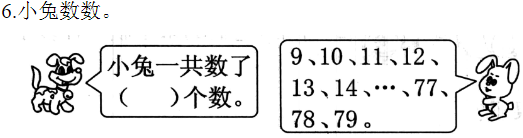 6.小兔数数。
小兔一共数了
(    )个数。
9、10、11、12、
13、14、…、77、
78、79。